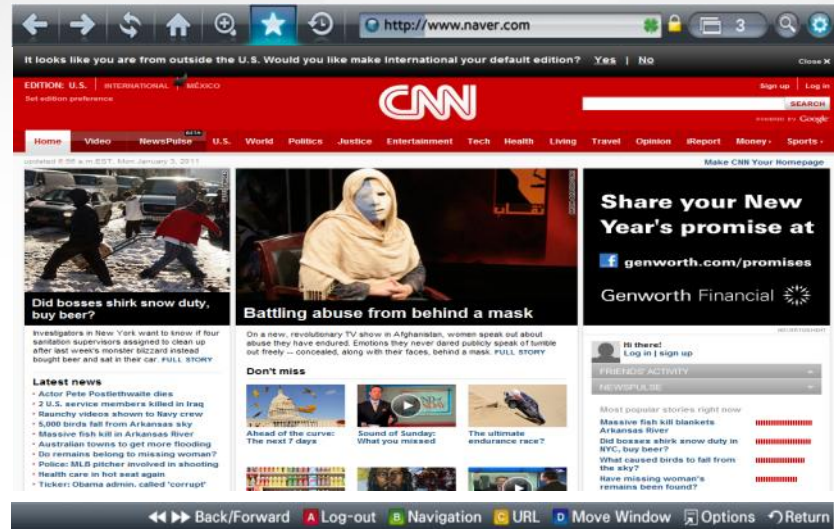 http://www.naver.com
3
It looks like you are from outside the U.S. Would you like make International your default edition? Yes | No
Close X
EDITION: U.S. INTERNATIONAL MÉXICO
Sign up Log in
Set edition preference
CNN
SEARCH
POWERED BY Google
Home Video NewsPulse BETA U.S. World Politics Justice Entertainment Tech Health Living Travel Opinion iReport Money Sports
updated 6:56 a.m. EST, Mon January 3, 2011
Make CNN Your Homepage
Did bosses shirk snow duty,
buy beer?
Investigators in New York want to know if four
sanitation supervisors assigned to clean up
after last week's monster blizzard instead
bought beer and sat in their car. FULL STORY
Latest news
Actor Pete Postlethwaite dies
2 U.S. service members killed in Iraq
Raunchy videos shown to Navy crew
5,000 birds fall from Arkansas sky
Massive fish kill in Arkansas River
Australian towns to get more flooding
Do remains belong to missing woman?
Police: MLB pitcher involved in shooting
Health care in hot seat again
Ticker: Obama admin. called 'corrupt'
Battling abuse from behind a mask
On a new, revolutionary TV show in Afghanistan, women speak out about
abuse they have endured. Emotions they never dared publicly speak of tumble
out freely -- concealed, along with their faces, behind a mask. FULL STORY
Don't miss
Ahead of the curve:
The next 7 days
Sound of Sunday:
What you missed
The ultimate
endurance race?
Share your New
Year's promise at
genworth.com/promises
Genworth Financial
ADVERTISEMENT
Hi there!
Log in | sign up
FRIENDS' ACTIVITY
NEWSPULSE
Most popular stories right now
Massive fish kill blankets
Arkansas River
Did bosses shirk snow duty in
NYC, buy beer?
What caused birds to fall from
the sky?
Have missing woman's
remains been found?
Back/Forward A Log-out B Navigation C URL D Move Window Options Return